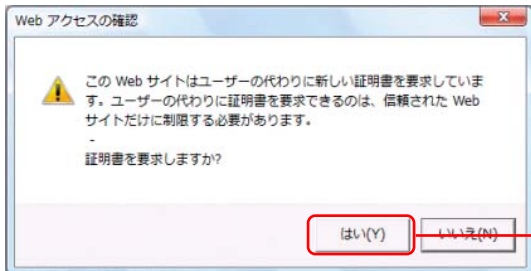 Web アクセスの確認
この Web サイトはユーザーの代わりに新しい証明書を要求していま
す。ユーザーの代わりに証明書を要求できるのは、信頼された Web
サイトだけに制限する必要があります。
-
証明書を要求しますか?
はい(Y) いいえ(N)